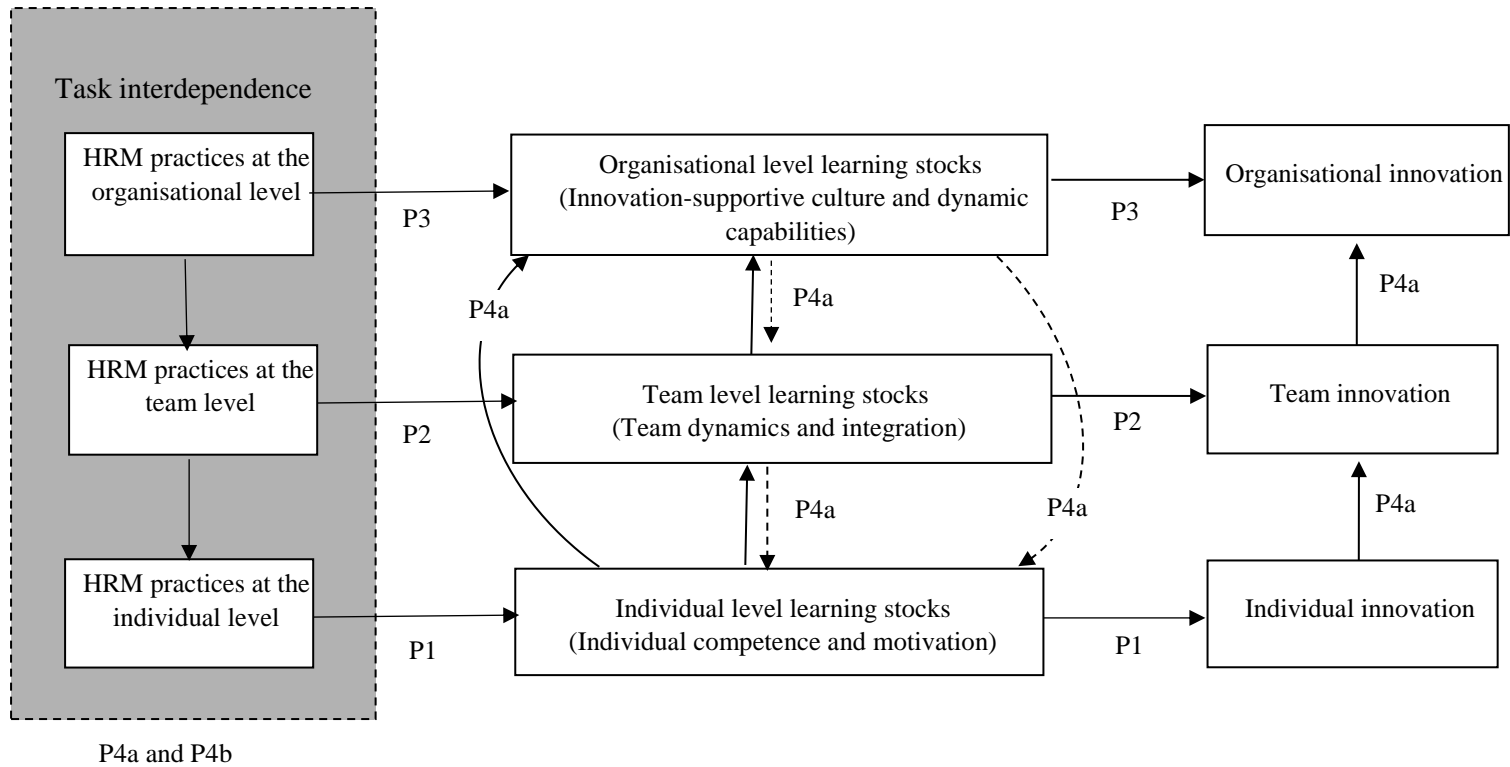 Task interdependence
HRM practices at the
organisational level
P3
Organisational level learning stocks
(Innovation-supportive culture and dynamic
capabilities)
P3
Organisational innovation
P4a
P4a
P4a
HRM practices at the
team level
P2
Team level learning stocks
(Team dynamics and integration)
P2
Team innovation
P4a
P4a
P4a
HRM practices at the
individual level
P1
Individual level learning stocks
(Individual competence and motivation)
P1
Individual innovation
P4a and P4b